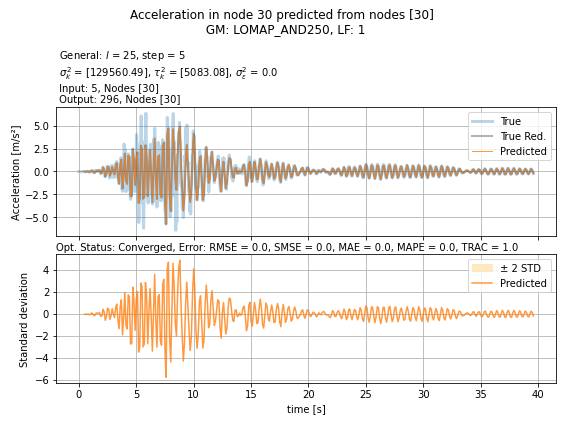 Acceleration in node 30 predicted from nodes [30]
GM: LOMAP_AND250, LF: 1
General: l = 25, step = 5
σ²ₖ = [129560.49], τ²ₖ = [5083.08], σ²ₑ = 0.0
Input: 5, Nodes [30]
Output: 296, Nodes [30]
Acceleration [m/s²]
5.0
2.5
0.0
−2.5
−5.0
True
True Red.
Predicted
Opt. Status: Converged, Error: RMSE = 0.0, SMSE = 0.0, MAE = 0.0, MAPE = 0.0, TRAC = 1.0
Standard deviation
4
2
0
−2
−4
−6
± 2 STD
Predicted
0 5 10 15 20 25 30 35 40
time [s]